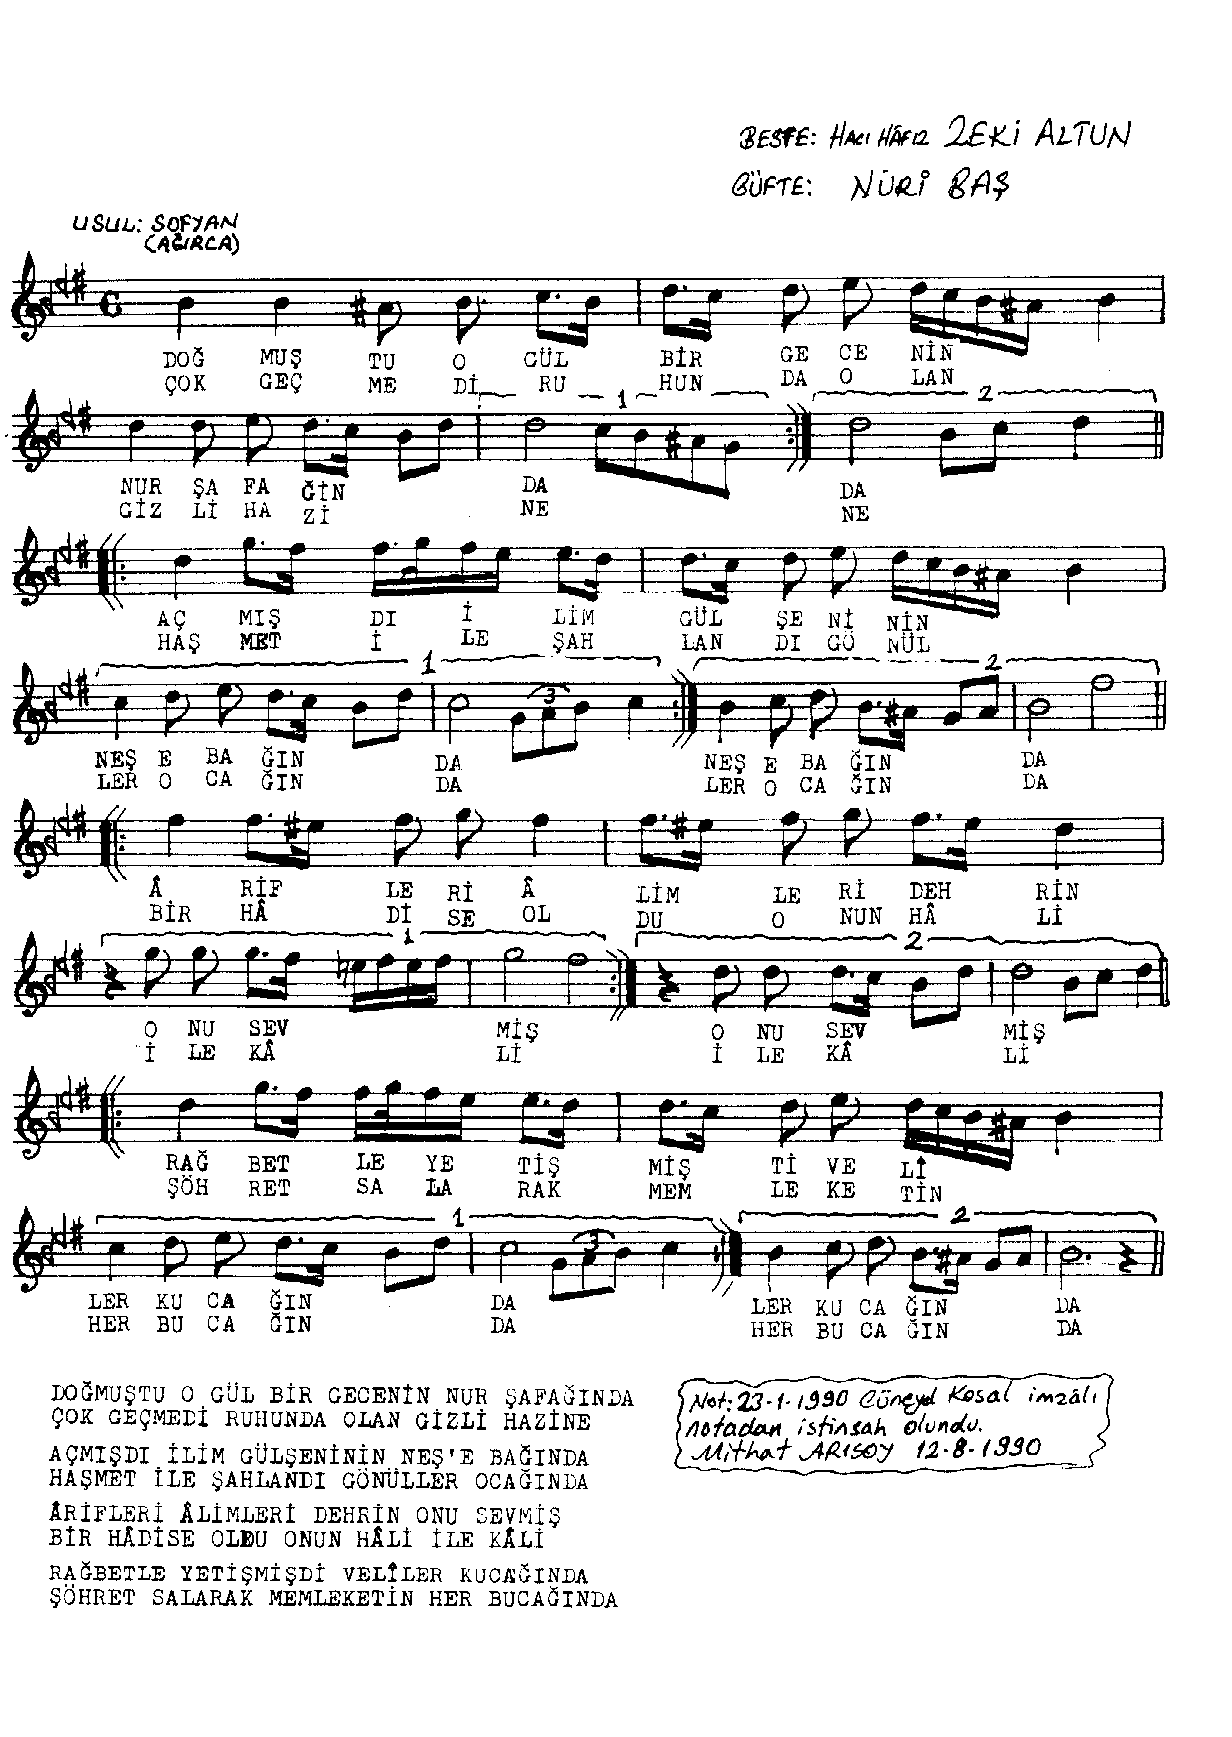 BESTE: HACI HÂFIZ ZEKİ ALTUN
GÜFTE: NÛRİ BAŞ
USUL: SOFYAN
(AĞIRCA)
DOĞ MUŞ TU O GÜL BİR GE CE NİN
ÇOK GEÇ ME Dİ RU HUN DA O LAN
1 2
NUR ŞA FA ĞIN DA DA
GİZ Lİ HA Zİ NE NE
AÇ MIŞ DI İ LİM GÜL ŞE Nİ NİN
HAŞ MET İ LE ŞAH LAN DI GÖ NÜL
1 2
3
NEŞ E BA ĞIN DA NEŞ E BA ĞIN DA
LER O CA ĞIN DA LER O CA ĞIN DA
Â RİF LE Rİ Â LİM LE Rİ DEH RİN
BİR HÂ Dİ SE OL DU O NUN HÂ Lİ
1 2
O NU SEV MİŞ O NU SEV MİŞ
İ LE KÂ Lİ İ LE KÂ Lİ
RAĞ BET LE YE TİŞ MİŞ Tİ VE LÎ
ŞÖH RET SA LA RAK MEM LE KE TİN
1 2
3
LER KU CA ĞIN DA LER KU CA ĞIN DA
HER BU CA ĞIN DA HER BU CA ĞIN DA
DOĞMUŞTU O GÜL BİR GECENİN NUR ŞAFAĞINDA
ÇOK GEÇMEDİ RUHUNDA OLAN GİZLİ HAZİNE
AÇMIŞDI İLİM GÜLŞENİNİN NEŞ'E BAĞINDA
HAŞMET İLE ŞAHLANDI GÖNÜLLER OCAĞINDA
ÂRİFLERİ ÂLİMLERİ DEHRİN ONU SEVMİŞ
BİR HÂDİSE OLDU ONUN HÂLİ İLE KÂLİ
RAĞBETLE YETİŞMİŞDİ VELÎLER KUCAĞINDA
ŞÖHRET SALARAK MEMLEKETİN HER BUCAĞINDA
Not: 23-1-1990 Cüneyd Kosal imzâlı
notadan istinsah olundu.
Mithat ARISOY 12-8-1990